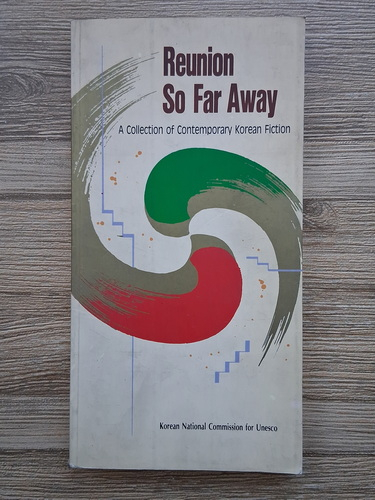 Reunion
So Far Away
A Collection of Contemporary Korean Fiction
Korean National Commission for Unesco